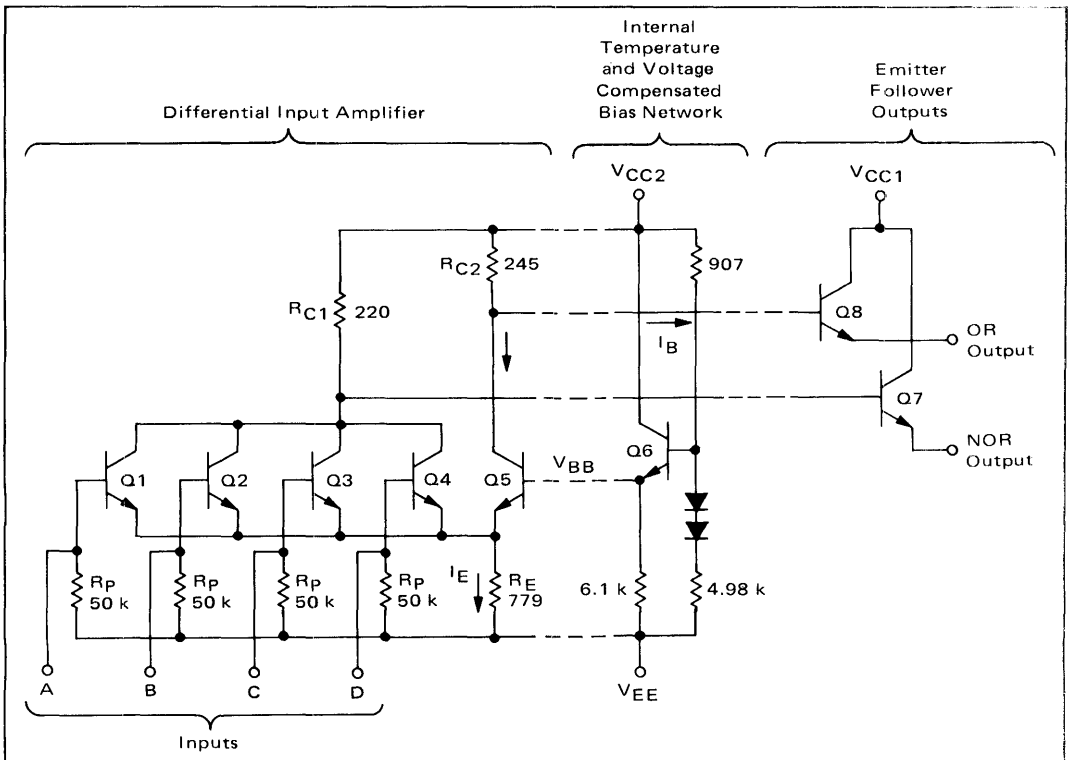 Internal
Temperature
and Voltage
Compensated
Bias Network
Emitter
Follower
Outputs
Differential Input Amplifier
VCC2
VCC1
RC2 245
907
RC1 220
Q8
IB
OR
Output
Q7
NOR
Output
Q1
Q2
Q3
Q4
Q5
VBB
Q6
RP
50 k
RP
50 k
RP
50 k
RP
50 k
IE
RE
779
6.1 k
4.98 k
A
B
C
D
VEE
Inputs